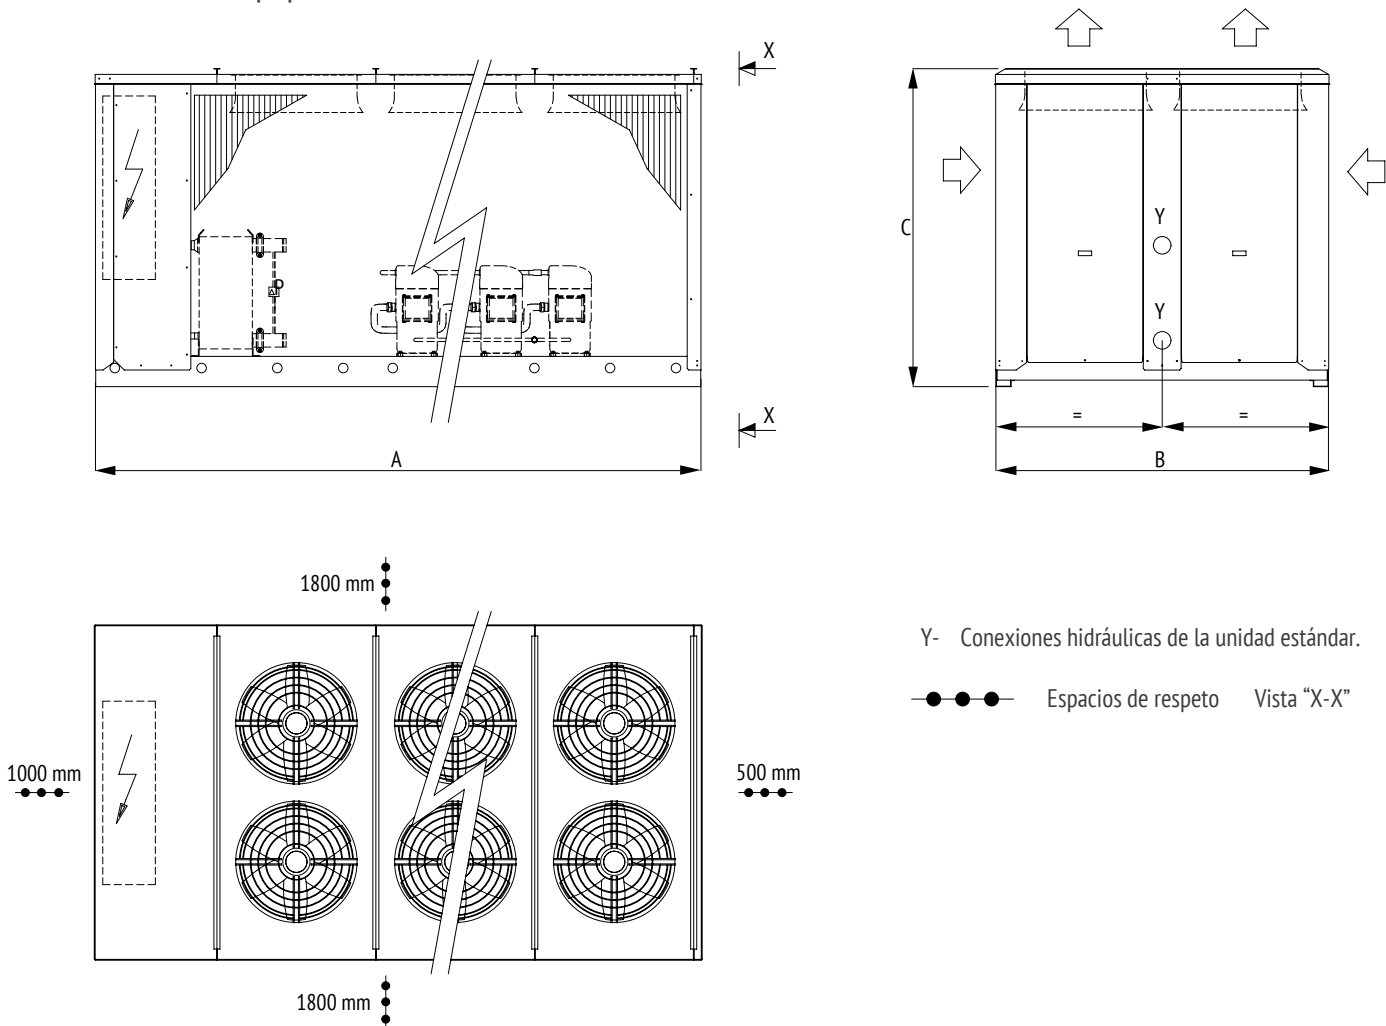 X
C
Y
Y
X
=
=
A
B
1800 mm
Y- Conexiones hidráulicas de la unidad estándar.
Espacios de respeto Vista “X-X”
1000 mm
500 mm
1800 mm